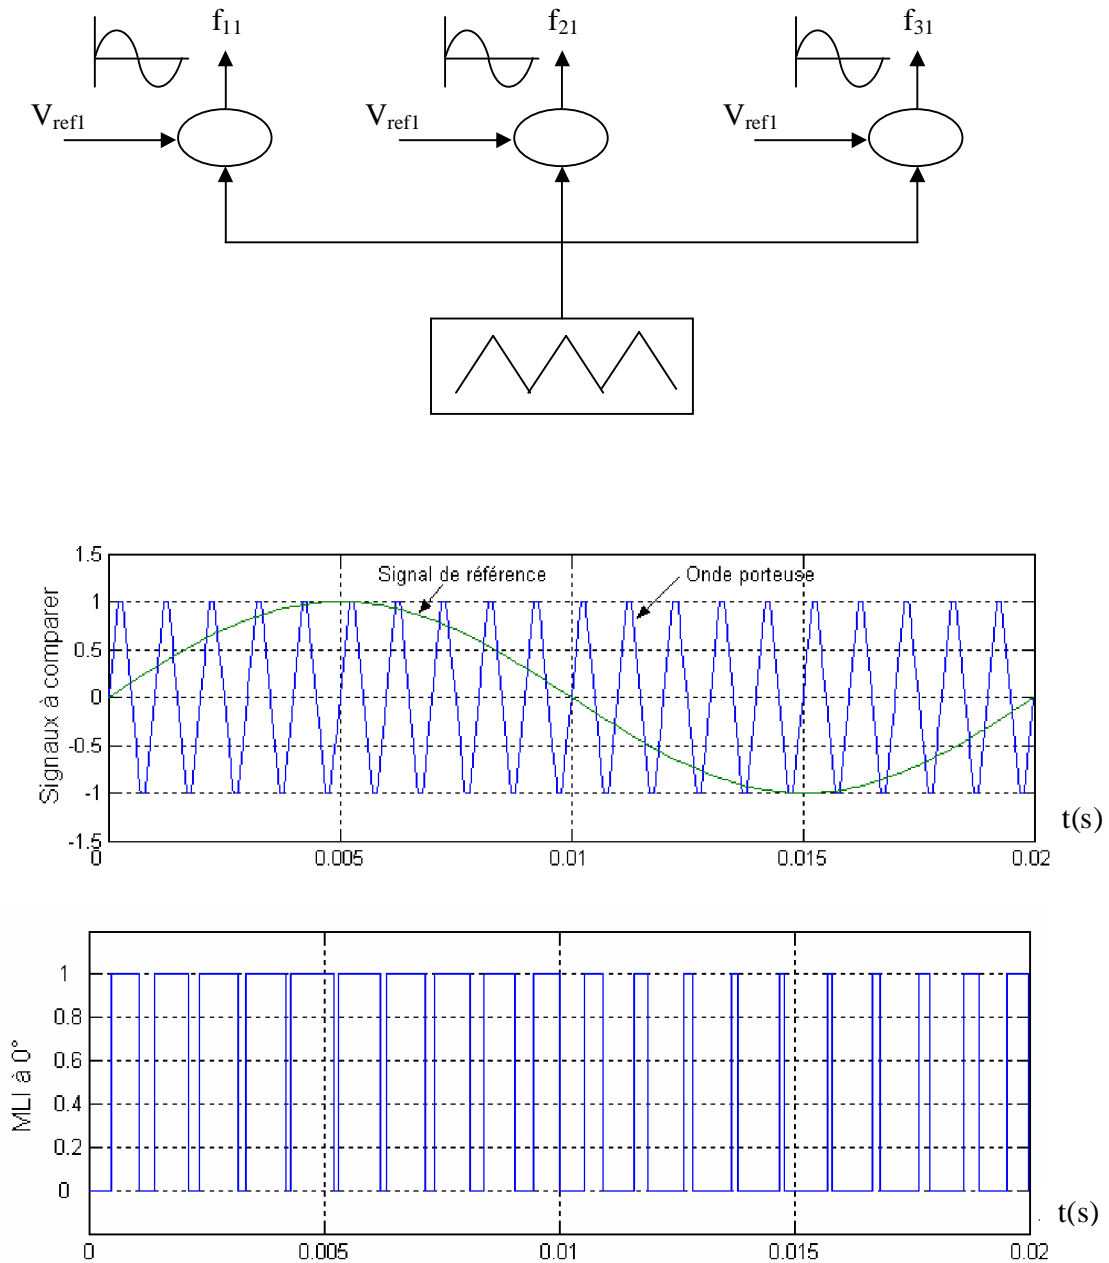 f11 f21 f31
Vref1 Vref1 Vref1
Signal de référence Onde porteuse
Signaux à comparer
1.5
1
0.5
0
-0.5
-1
-1.5
0 0.005 0.01 0.015 0.02
t(s)
MLI à 0°
1
0.8
0.6
0.4
0.2
0
0 0.005 0.01 0.015 0.02
t(s)